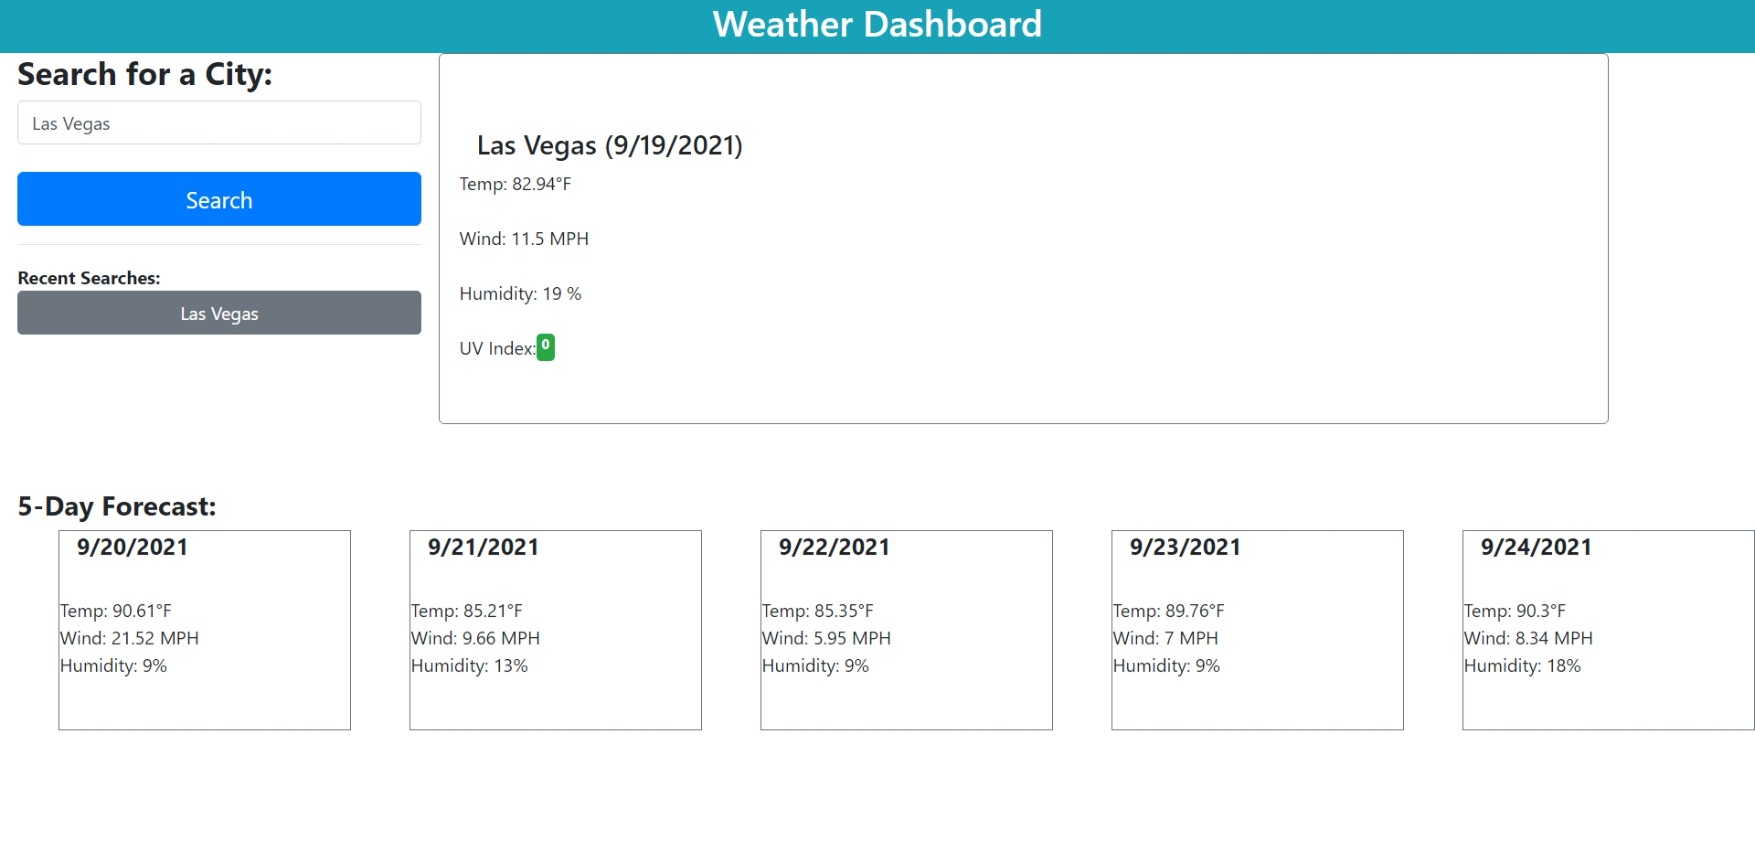 Weather Dashboard
Search for a City:
Las Vegas
Search
Recent Searches:
Las Vegas
Las Vegas (9/19/2021)
Temp: 82.94°F
Wind: 11.5 MPH
Humidity: 19 %
UV Index:0
5-Day Forecast:
9/20/2021
Temp: 90.61°F
Wind: 21.52 MPH
Humidity: 9%
9/21/2021
Temp: 85.21°F
Wind: 9.66 MPH
Humidity: 13%
9/22/2021
Temp: 85.35°F
Wind: 5.95 MPH
Humidity: 9%
9/23/2021
Temp: 89.76°F
Wind: 7 MPH
Humidity: 9%
9/24/2021
Temp: 90.3°F
Wind: 8.34 MPH
Humidity: 18%